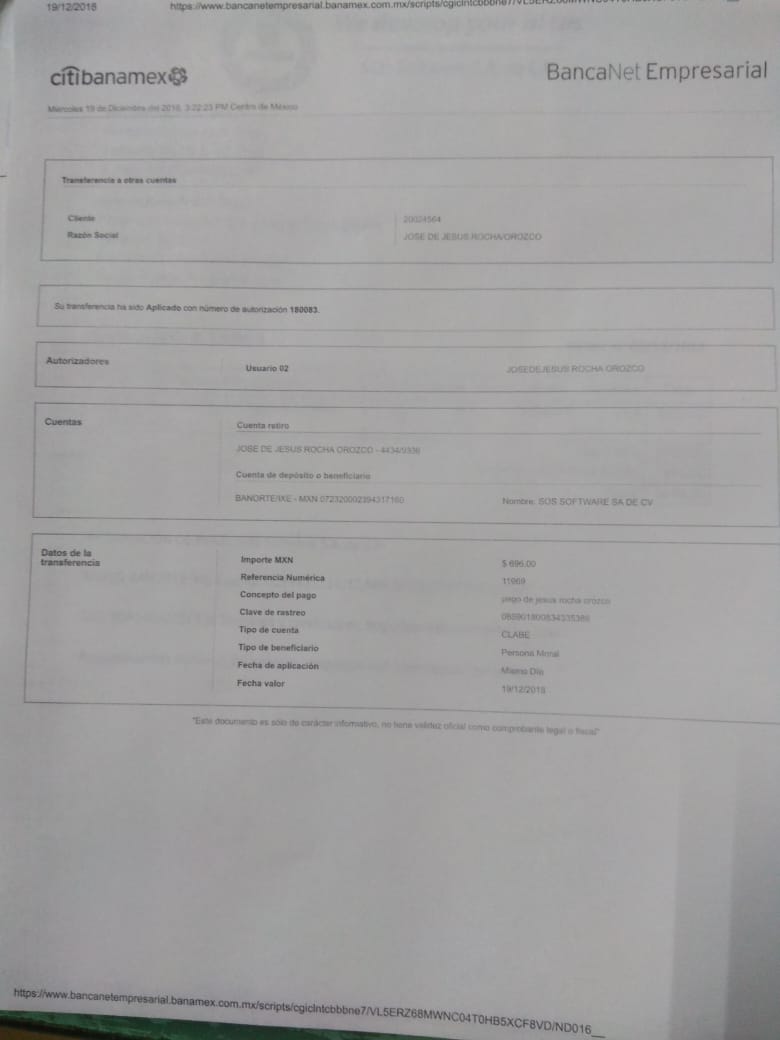 19/12/2018 https://www.bancanetempresarial.banamex.com.mx/scripts/cgiclntcbbbne7/
citibanamex
BancaNet Empresarial
Miércoles 19 de Diciembre del 2018, 3:22:23 PM Centro de México
Transferencia a otras cuentas
Cliente 20024564
Razón Social JOSE DE JESUS ROCHA/OROZCO
Su transferencia ha sido Aplicado con número de autorización 180083.
Autorizadores Usuario 02 JOSEDEJESUS ROCHA OROZCO
Cuentas Cuenta retiro
JOSE DE JESUS ROCHA OROZCO - 4434/9336
Cuenta de depósito o beneficiario
BANORTE/IXE - MXN 072320002394317160 Nombre: SOS SOFTWARE SA DE CV
Datos de la
transferencia
Importe MXN $ 696.00
Referencia Numérica 11969
Concepto del pago pago de jesus rocha orozco
Clave de rastreo
Tipo de cuenta CLABE
Tipo de beneficiario Persona Moral
Fecha de aplicación Mismo Día
Fecha valor 19/12/2018
"Este documento es sólo de carácter informativo, no tiene validez oficial como comprobante legal o fiscal"
https://www.bancanetempresarial.banamex.com.mx/scripts/cgiclntcbbbne7/VL5ERZ68MWNC04T0HB5XCF8VD/ND016__